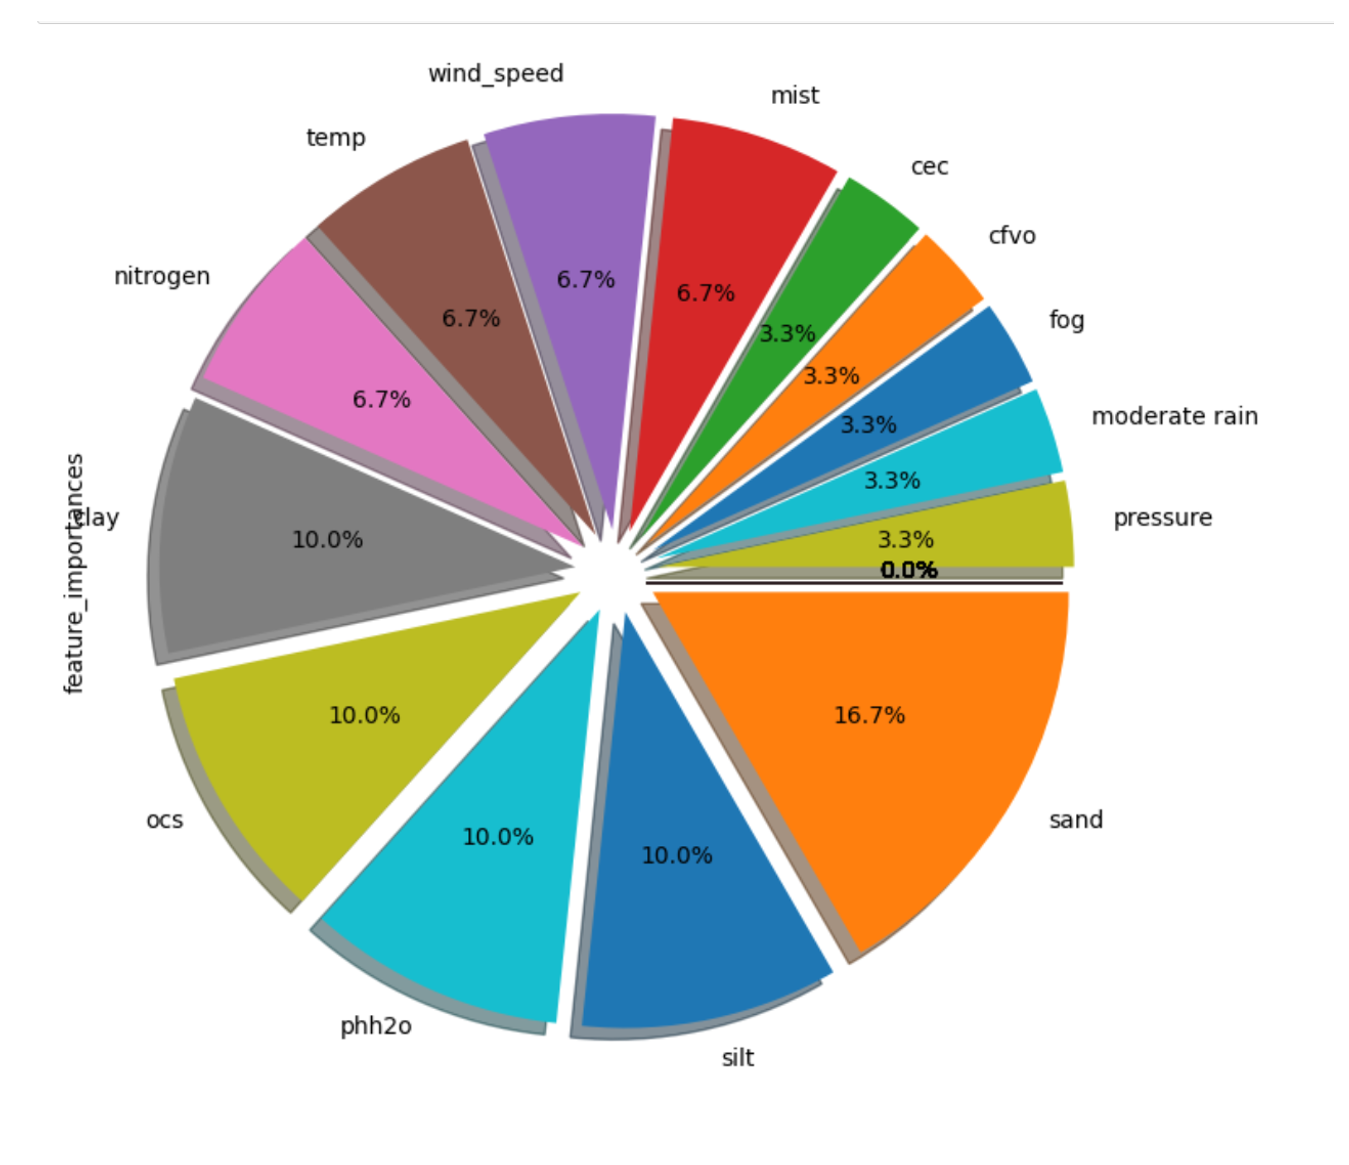 wind_speed
mist
temp
cec
cfvo
nitrogen
fog
moderate rain
pressure
clay
feature_importances
ocs
sand
phh2o
silt
6.7%
6.7%
6.7%
3.3%
3.3%
6.7%
3.3%
3.3%
10.0%
3.3%
0.0%
10.0%
16.7%
10.0%
10.0%